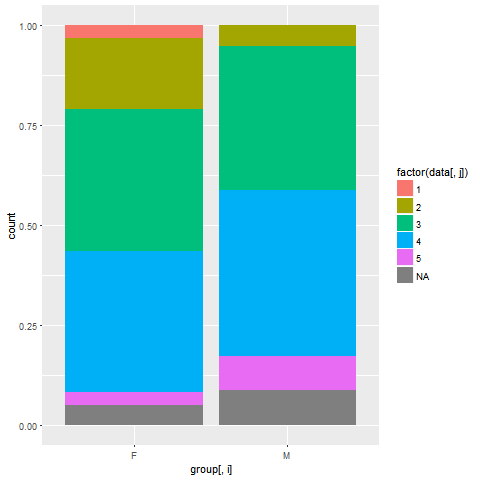 1.00
0.75
0.50
0.25
0.00
count
F
M
group[, i]
factor(data[, j])
1
2
3
4
5
NA